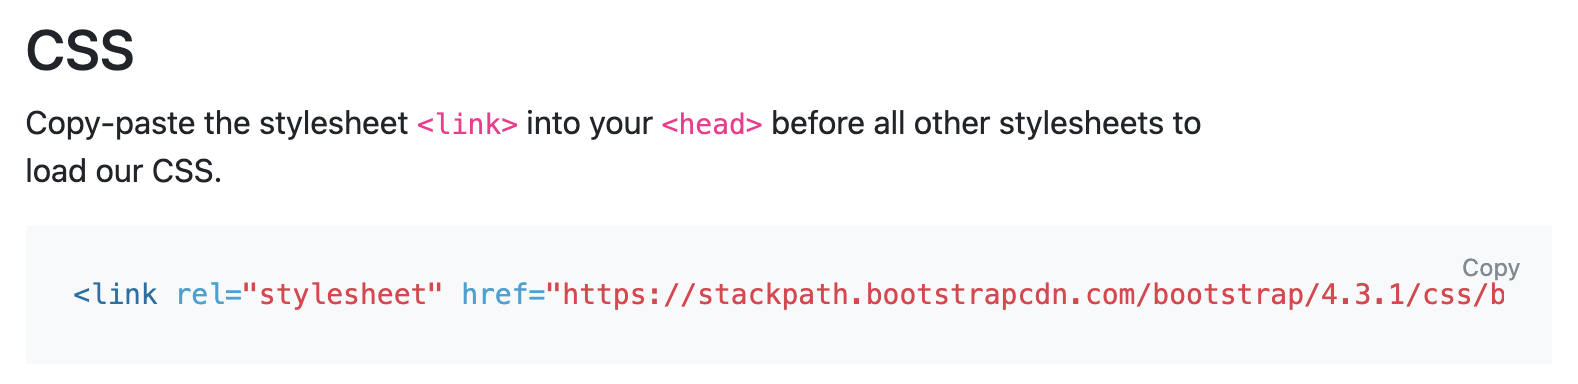 CSS
Copy-paste the stylesheet <link> into your <head> before all other stylesheets to
load our CSS.
Copy
<link rel="stylesheet" href="https://stackpath.bootstrapcdn.com/bootstrap/4.3.1/css/b